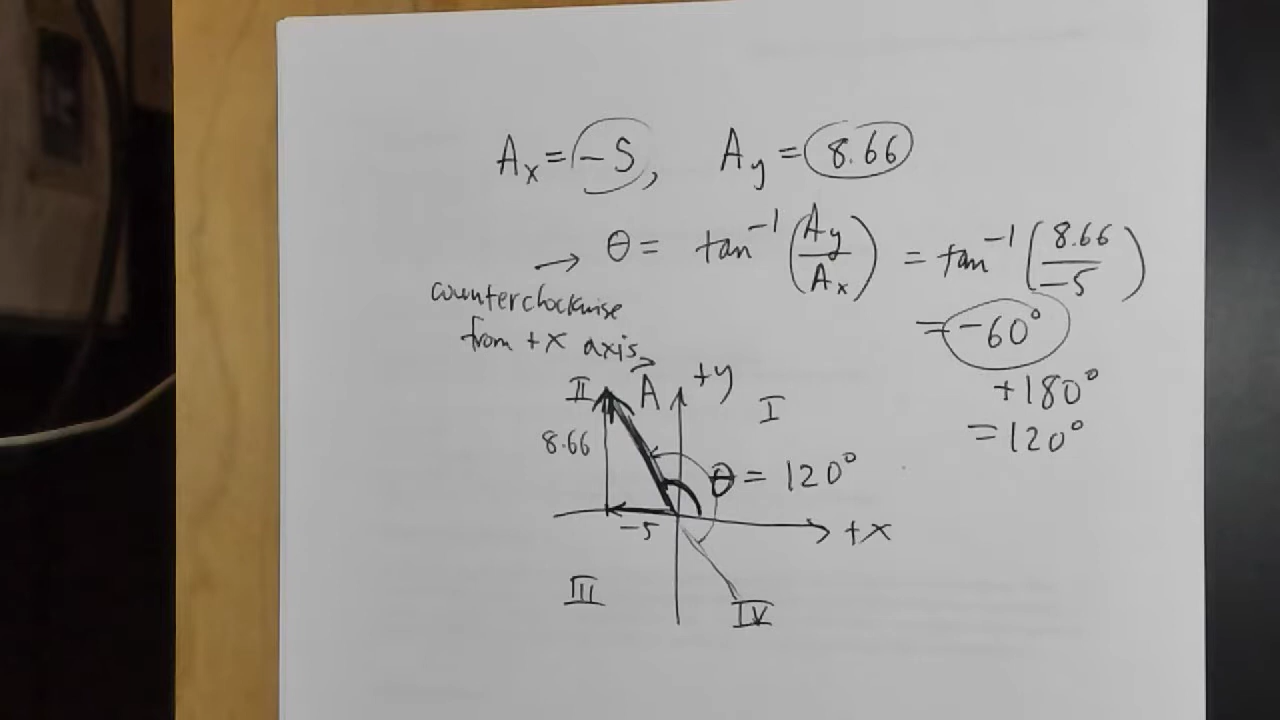 Ax = -5, Ay = 8.66
→ θ = tan⁻¹(Ay/Ax) = tan⁻¹(8.66/-5)
counterclockwise
from +x axis
= -60°
+180°
= 120°
II A⃗ +y I
8.66
θ = 120°
-5 +x
III IV